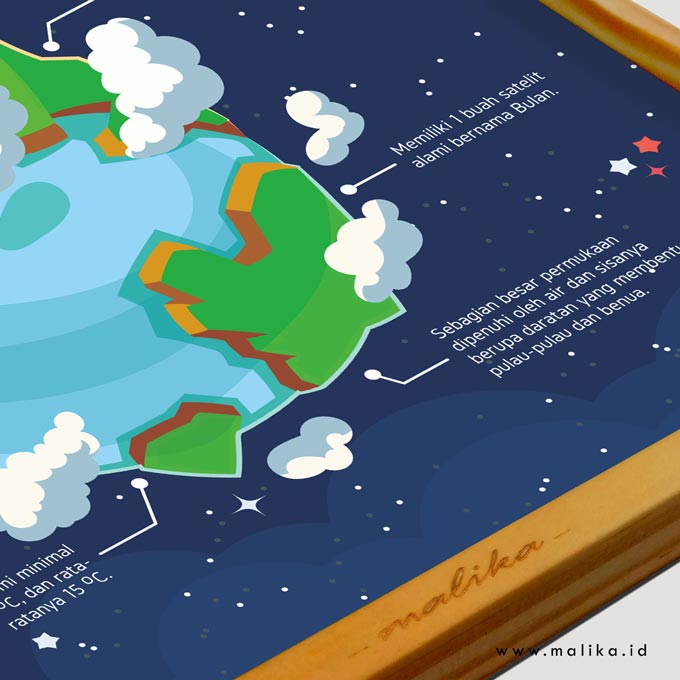 Memiliki 1 buah satelit
alami bernama Bulan.
Sebagian besar permukaan
dipenuhi oleh air dan sisanya
berupa daratan yang membentu
pulau-pulau dan benua.
mi minimal
ºC, dan rata-
ratanya 15 ºC.
- malika -
www.malika.id